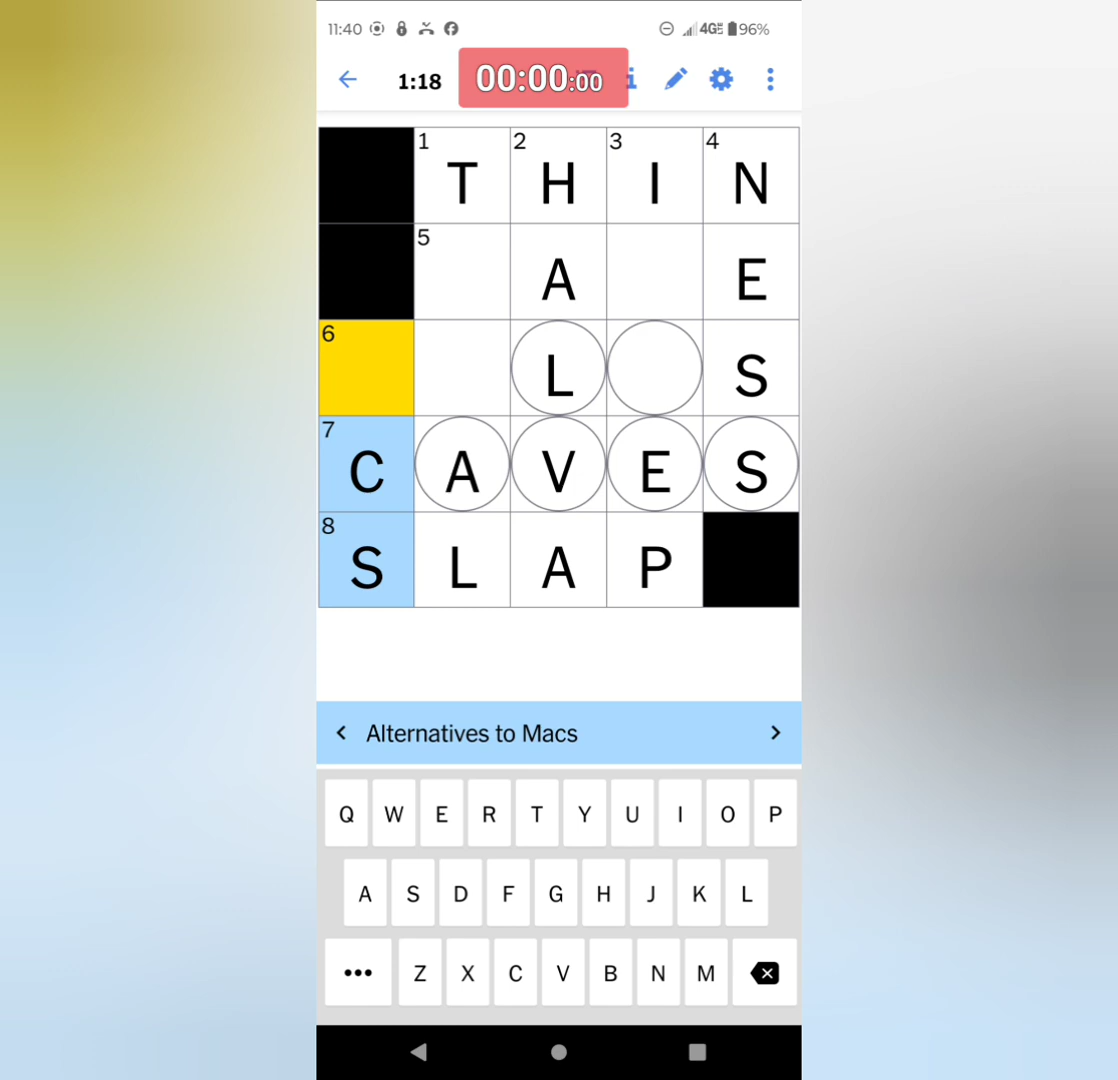 11:40 4G 96%
1:18 00:00:00
1 T 2 H 3 I 4 N
5 A E
6 L S
7 C A V E S
8 S L A P
Alternatives to Macs
Q W E R T Y U I O P
A S D F G H J K L
••• Z X C V B N M